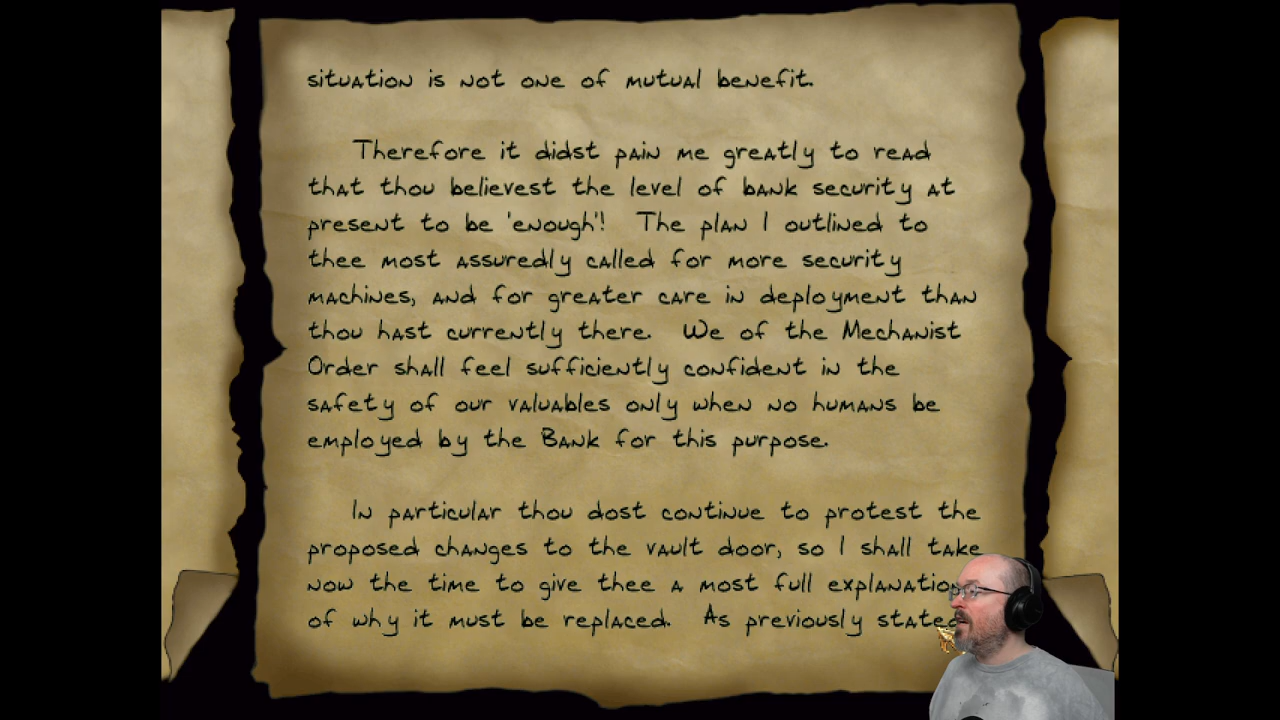 situation is not one of mutual benefit.
Therefore it didst pain me greatly to read
that thou believest the level of bank security at
present to be 'enough'! The plan I outlined to
thee most assuredly called for more security
machines, and for greater care in deployment than
thou hast currently there. We of the Mechanist
Order shall feel sufficiently confident in the
safety of our valuables only when no humans be
employed by the Bank for this purpose.
In particular thou dost continue to protest the
proposed changes to the vault door, so I shall take
now the time to give thee a most full explanation
of why it must be replaced. As previously stated